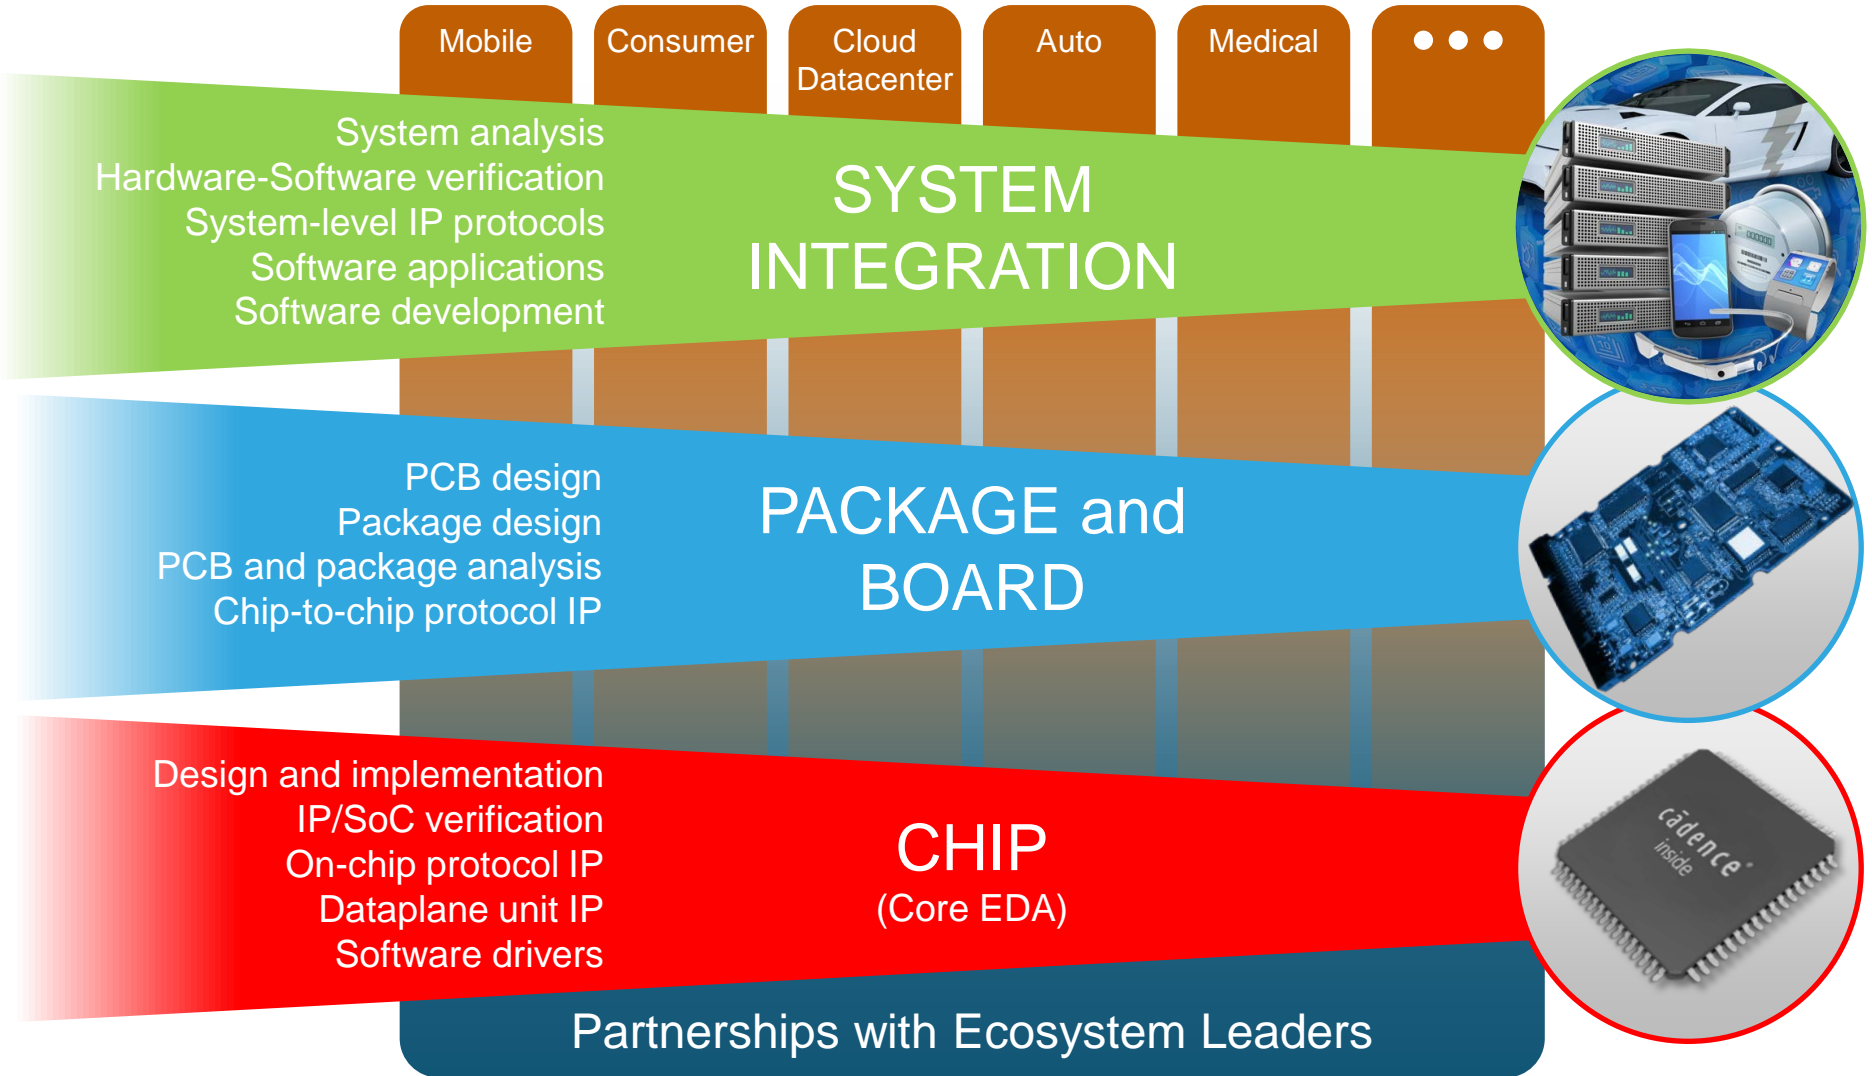 Mobile
Consumer
Cloud
Datacenter
Auto
Medical
System analysis
Hardware-Software verification
System-level IP protocols
Software applications
Software development
SYSTEM
INTEGRATION
PCB design
Package design
PCB and package analysis
Chip-to-chip protocol IP
PACKAGE and
BOARD
Design and implementation
IP/SoC verification
On-chip protocol IP
Dataplane unit IP
Software drivers
CHIP
(Core EDA)
cādence®
inside
Partnerships with Ecosystem Leaders